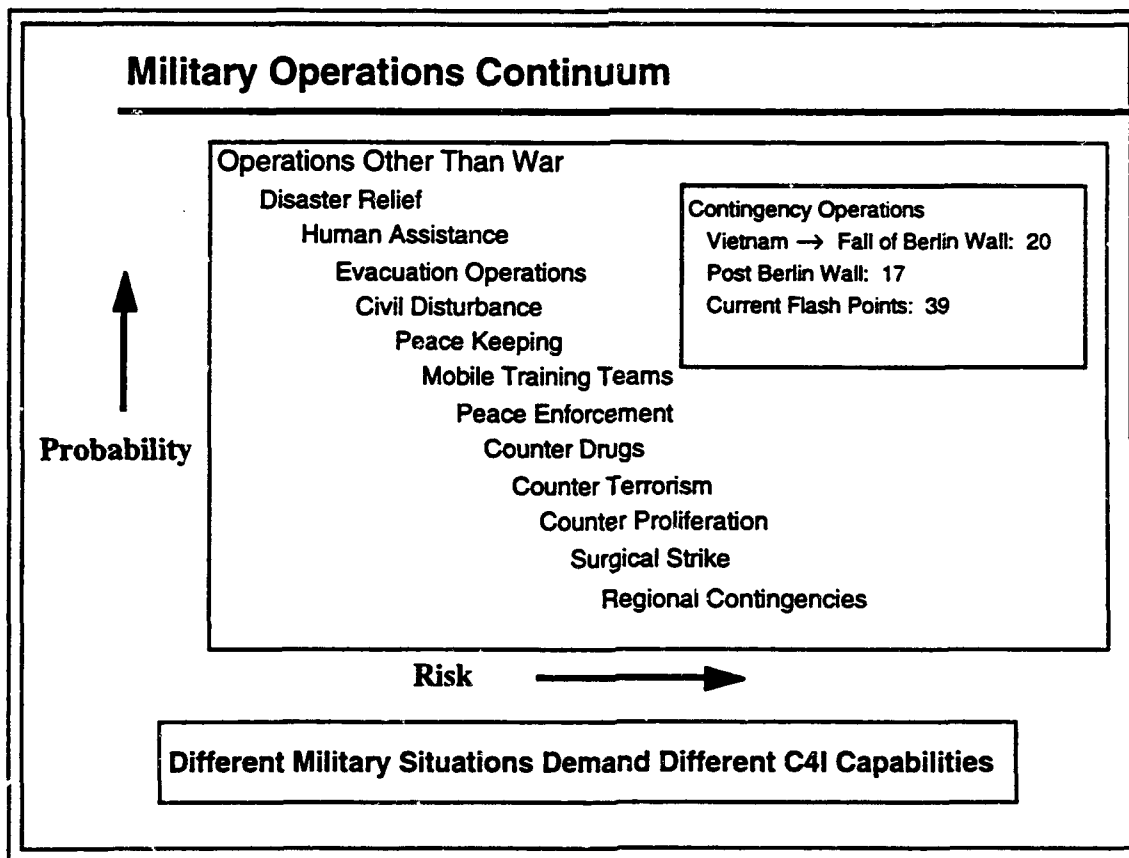 Military Operations Continuum
Operations Other Than War
Disaster Relief
Human Assistance
Evacuation Operations
Civil Disturbance
Peace Keeping
Mobile Training Teams
Peace Enforcement
Counter Drugs
Counter Terrorism
Counter Proliferation
Surgical Strike
Regional Contingencies
Contingency Operations
Vietnam → Fall of Berlin Wall: 20
Post Berlin Wall: 17
Current Flash Points: 39
Probability
Risk
Different Military Situations Demand Different C4I Capabilities